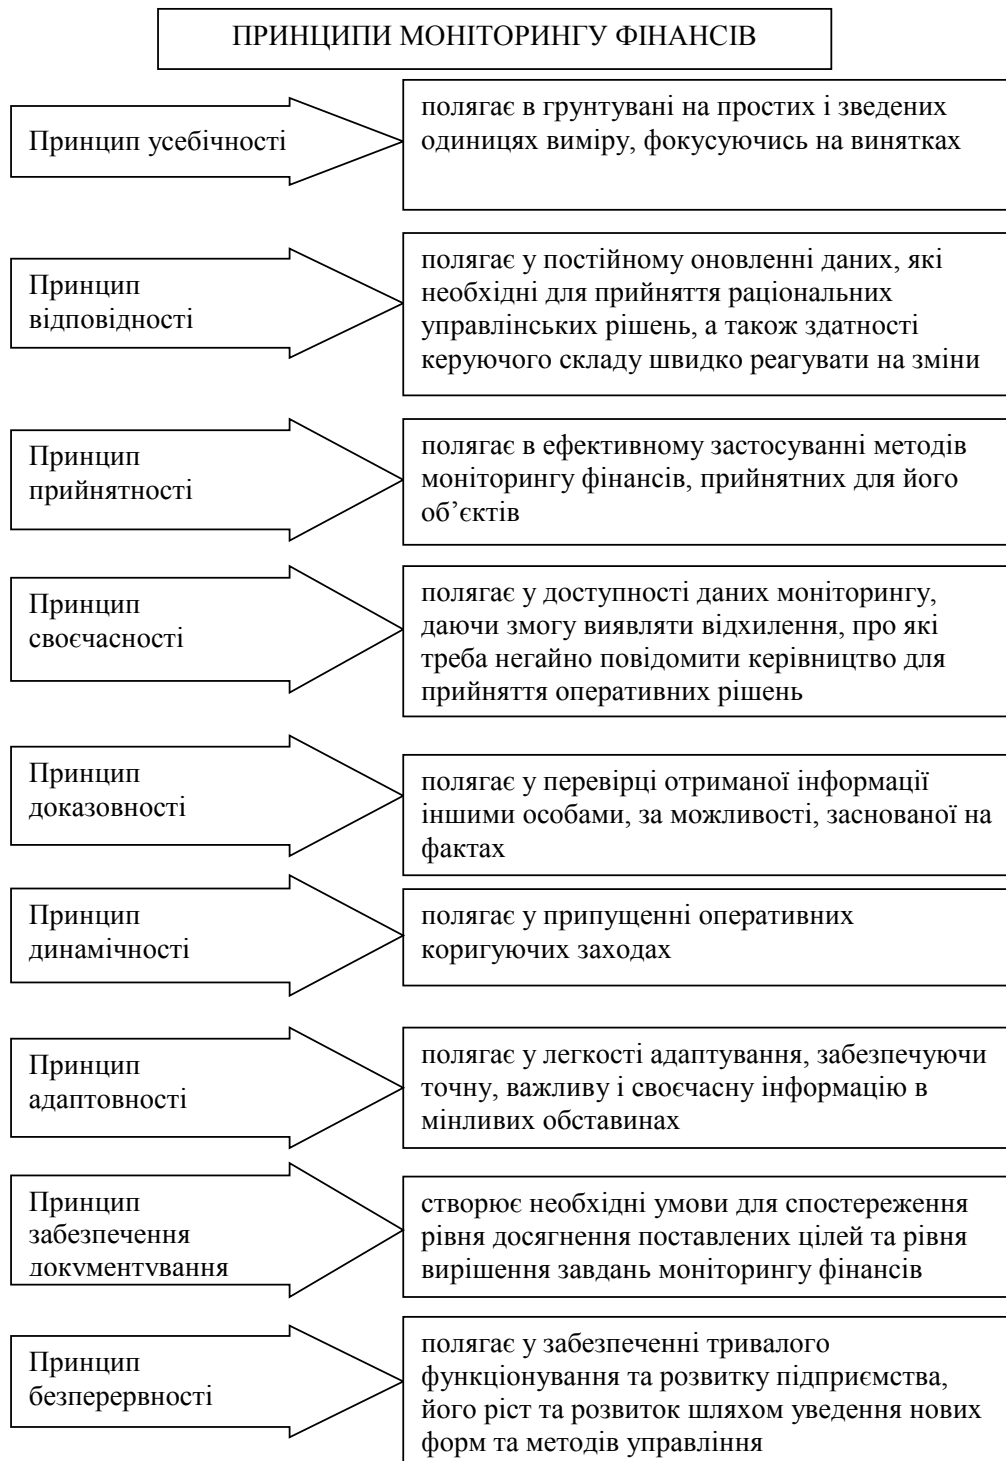 ПРИНЦИПИ МОНІТОРИНГУ ФІНАНСІВ
Принцип усебічності
полягає в грунтувані на простих і зведених
одиницях виміру, фокусуючись на винятках
Принцип
відповідності
полягає у постійному оновленні даних, які
необхідні для прийняття раціональних
управлінських рішень, а також здатності
керуючого складу швидко реагувати на зміни
Принцип
прийнятності
полягає в ефективному застосуванні методів
моніторингу фінансів, прийнятних для його
об’єктів
Принцип
своєчасності
полягає у доступності даних моніторингу,
даючи змогу виявляти відхилення, про які
треба негайно повідомити керівництво для
прийняття оперативних рішень
Принцип
доказовності
полягає у перевірці отриманої інформації
іншими особами, за можливості, заснованої на
фактах
Принцип
динамічності
полягає у припущенні оперативних
коригуючих заходах
Принцип
адаптовності
полягає у легкості адаптування, забезпечуючи
точну, важливу і своєчасну інформацію в
мінливих обставинах
Принцип
забезпечення
документування
створює необхідні умови для спостереження
рівня досягнення поставлених цілей та рівня
вирішення завдань моніторингу фінансів
Принцип
безперервності
полягає у забезпеченні тривалого
функціонування та розвитку підприємства,
його ріст та розвиток шляхом уведення нових
форм та методів управління